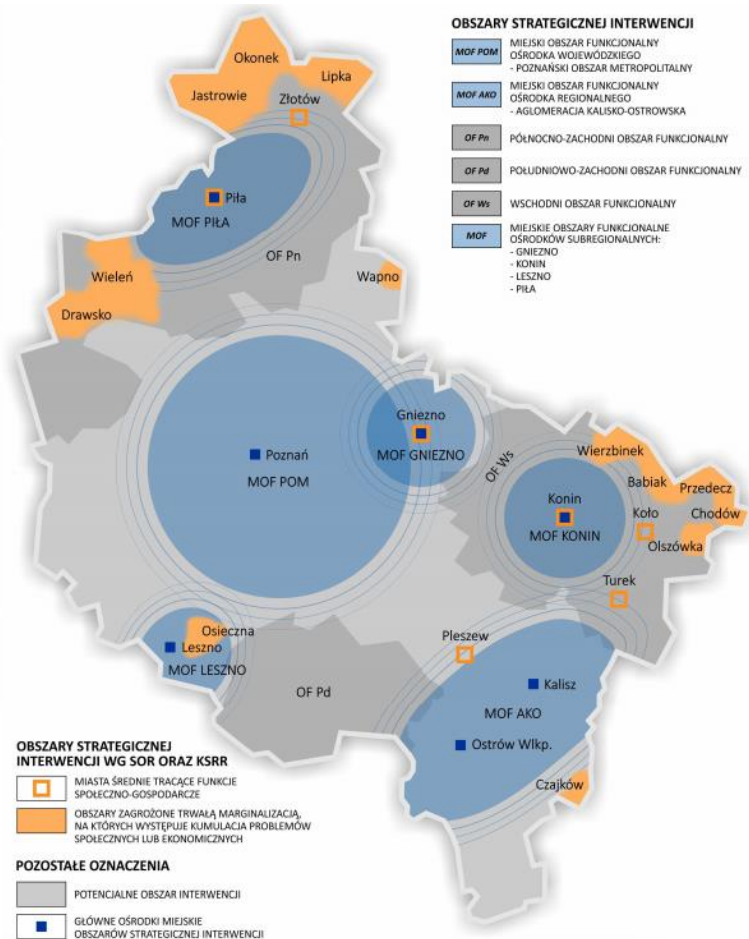 OBSZARY STRATEGICZNEJ INTERWENCJI
MOF POM
MIEJSKI OBSZAR FUNKCJONALNY
OŚRODKA WOJEWÓDZKIEGO
- POZNAŃSKI OBSZAR METROPOLITALNY
MOF AKO
MIEJSKI OBSZAR FUNKCJONALNY
OŚRODKA REGIONALNEGO
- AGLOMERACJA KALISKO-OSTROWSKA
OF Pn
PÓŁNOCNO-ZACHODNI OBSZAR FUNKCJONALNY
OF Pd
POŁUDNIOWO-ZACHODNI OBSZAR FUNKCJONALNY
OF Ws
WSCHODNI OBSZAR FUNKCJONALNY
MOF
MIEJSKIE OBSZARY FUNKCJONALNE
OŚRODKÓW SUBREGIONALNYCH:
- GNIEZNO
- KONIN
- LESZNO
- PIŁA
Okonek
Lipka
Jastrowie
Złotów
Piła
MOF PIŁA
OF Pn
Wieleń
Wapno
Drawsko
Gniezno
MOF GNIEZNO
Poznań
MOF POM
OF Ws
Wierzbinek
Babiak
Przedecz
Konin
Koło
Chodów
MOF KONIN
Olszówka
Turek
Osieczna
Leszno
MOF LESZNO
Pleszew
OF Pd
Kalisz
MOF AKO
Ostrów Wlkp.
Czajków
OBSZARY STRATEGICZNEJ
INTERWENCJI WG SOR ORAZ KSRR
MIASTA ŚREDNIE TRACĄCE FUNKCJE
SPOŁECZNO-GOSPODARCZE
OBSZARY ZAGROŻONE TRWAŁĄ MARGINALIZACJĄ,
NA KTÓRYCH WYSTĘPUJE KUMULACJA PROBLEMÓW
SPOŁECZNYCH LUB EKONOMICZNYCH
POZOSTAŁE OZNACZENIA
POTENCJALNE OBSZAR INTERWENCJI
GŁÓWNE OŚRODKI MIEJSKIE
OBSZARÓW STRATEGICZNEJ INTERWENCJI